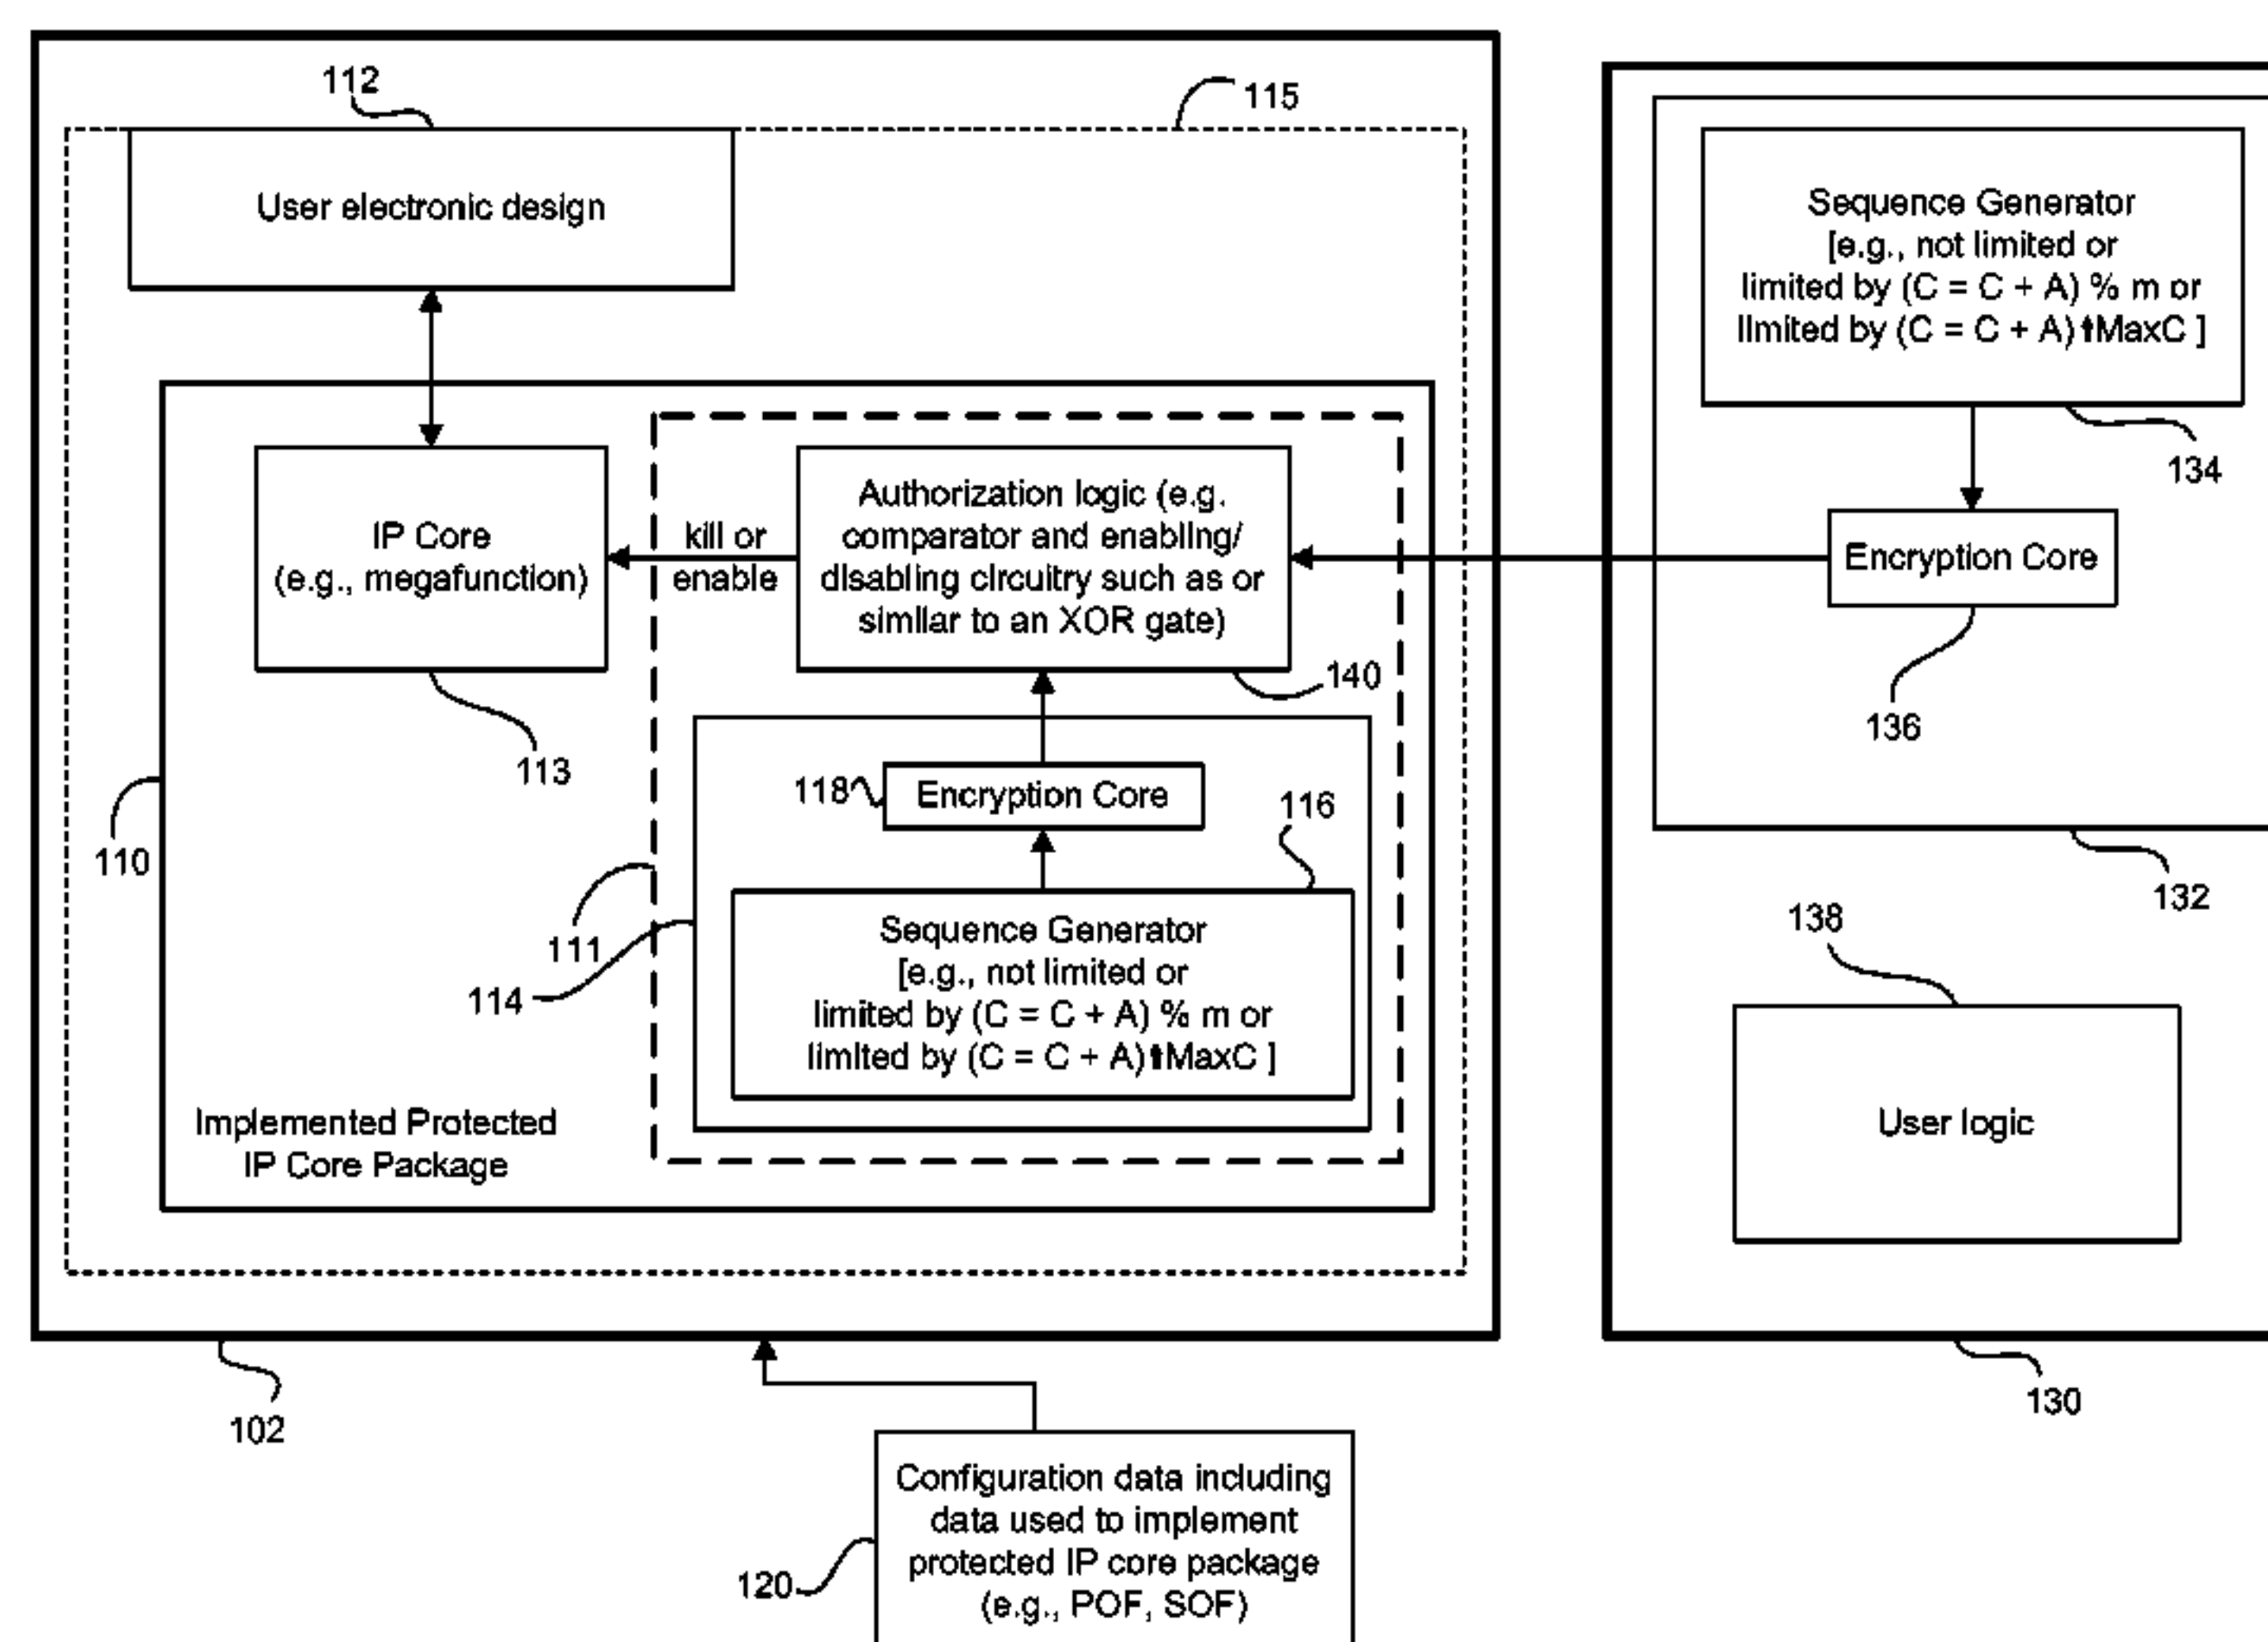 112
115
User electronic design
Sequence Generator
[e.g., not limited or
limited by (C = C + A) % m or
limited by (C = C + A)⬆MaxC ]
134
IP Core
(e.g., megafunction)
kill or
enable
Authorization logic (e.g.
comparator and enabling/
disabling circuitry such as or
similar to an XOR gate)
Encryption Core
140
136
113
118
Encryption Core
116
110
111
114
Sequence Generator
[e.g., not limited or
limited by (C = C + A) % m or
limited by (C = C + A)⬆MaxC ]
132
138
Implemented Protected
IP Core Package
User logic
102
130
Configuration data including
data used to implement
protected IP core package
(e.g., POF, SOF)
120